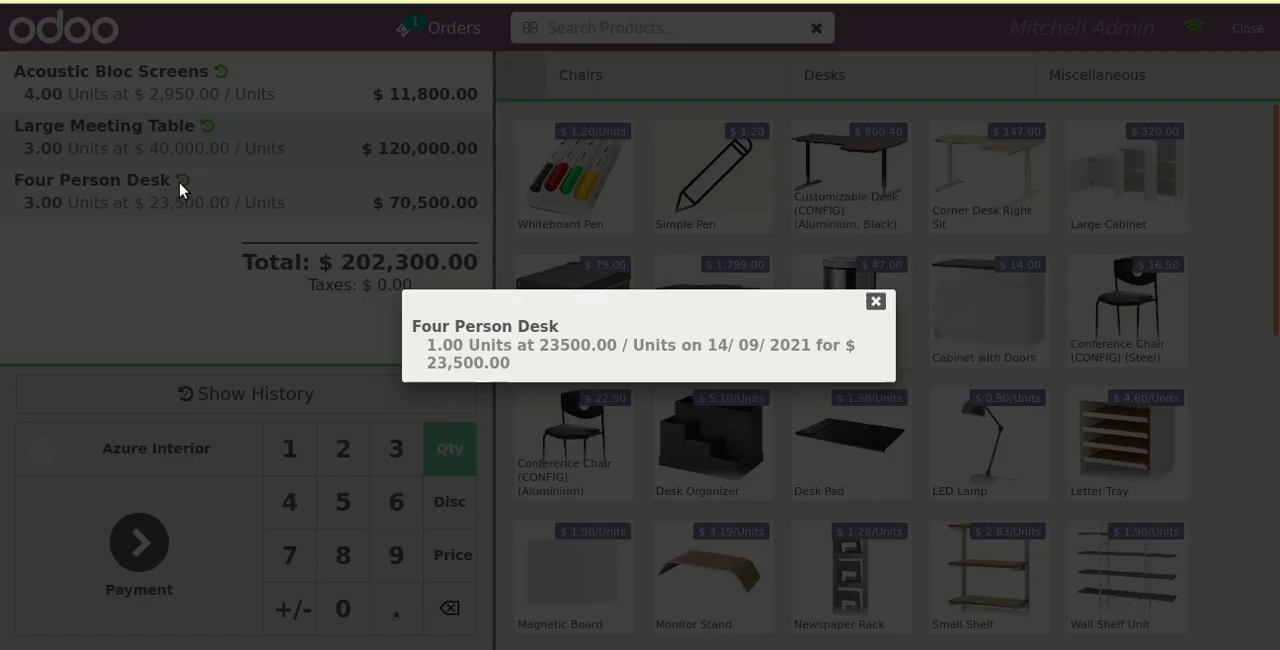 odoo
1
Orders
Search Products...
Mitchell Admin
Close
Acoustic Bloc Screens
4.00 Units at $ 2,950.00 / Units $ 11,800.00
Large Meeting Table
3.00 Units at $ 40,000.00 / Units $ 120,000.00
Four Person Desk
3.00 Units at $ 23,500.00 / Units $ 70,500.00
Total: $ 202,300.00
Taxes: $ 0.00
Show History
Azure Interior
1 2 3 Qty
4 5 6 Disc
7 8 9 Price
+/- 0 .
Payment
Chairs
Desks
Miscellaneous
$ 1.20/Units
Whiteboard Pen
$ 1.20
Simple Pen
$ 800.40
Customizable Desk
(CONFIG)
(Aluminium, Black)
$ 147.00
Corner Desk Right
Sit
$ 320.00
Large Cabinet
$ 79.00
$ 1,799.00
$ 47.00
$ 14.00
Cabinet with Doors
$ 16.50
Conference Chair
(CONFIG) (Steel)
Four Person Desk
1.00 Units at 23500.00 / Units on 14/ 09/ 2021 for $
23,500.00
$ 22.90
Conference Chair
(CONFIG)
(Aluminium)
$ 5.10/Units
Desk Organizer
$ 1.98/Units
Desk Pad
$ 0.90/Units
LED Lamp
$ 4.80/Units
Letter Tray
$ 1.98/Units
Magnetic Board
$ 3.19/Units
Monitor Stand
$ 1.28/Units
Newspaper Rack
$ 2.83/Units
Small Shelf
$ 1.98/Units
Wall Shelf Unit